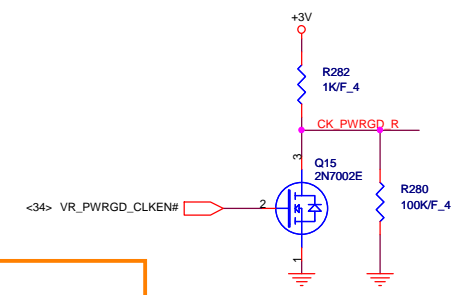 +3V
R282
1K/F_4
CK_PWRGD_R
3
Q15
2N7002E
<34> VR_PWRGD_CLKEN#
2
R280
100K/F_4
1